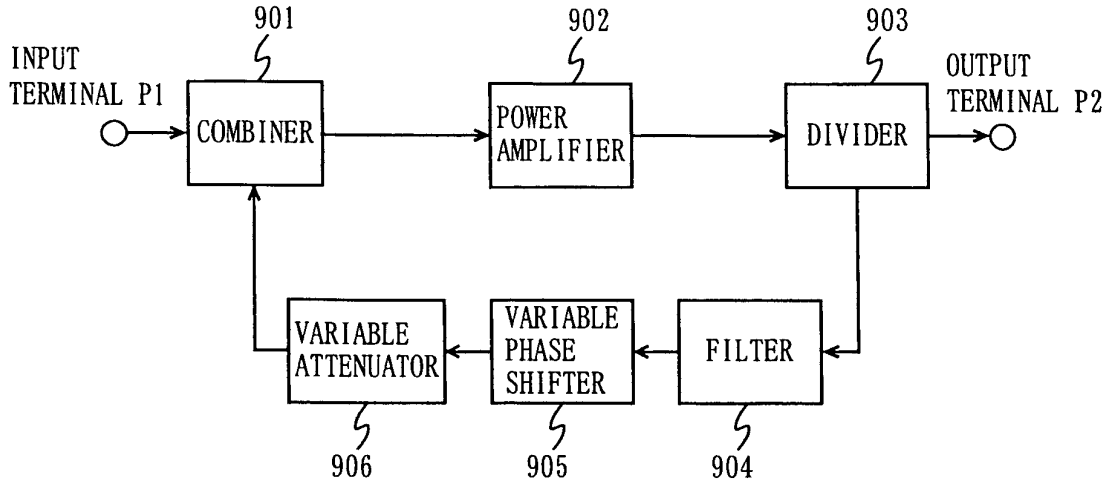 901
902
903
INPUT
TERMINAL P1
OUTPUT
TERMINAL P2
COMBINER
POWER
AMPLIFIER
DIVIDER
VARIABLE
ATTENUATOR
VARIABLE
PHASE
SHIFTER
FILTER
906
905
904